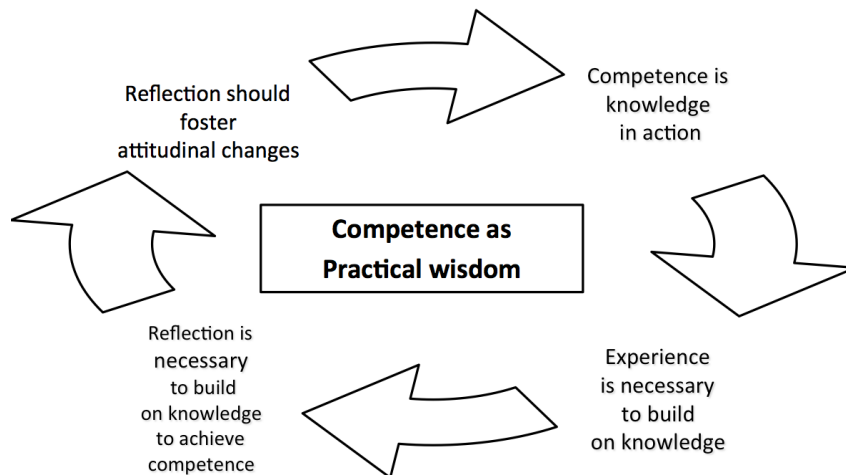 Reflection should
foster
attitudinal changes
Competence is
knowledge
in action
Competence as
Practical wisdom
Reflection is
necessary
to build
on knowledge
to achieve
competence
Experience
is necessary
to build
on knowledge